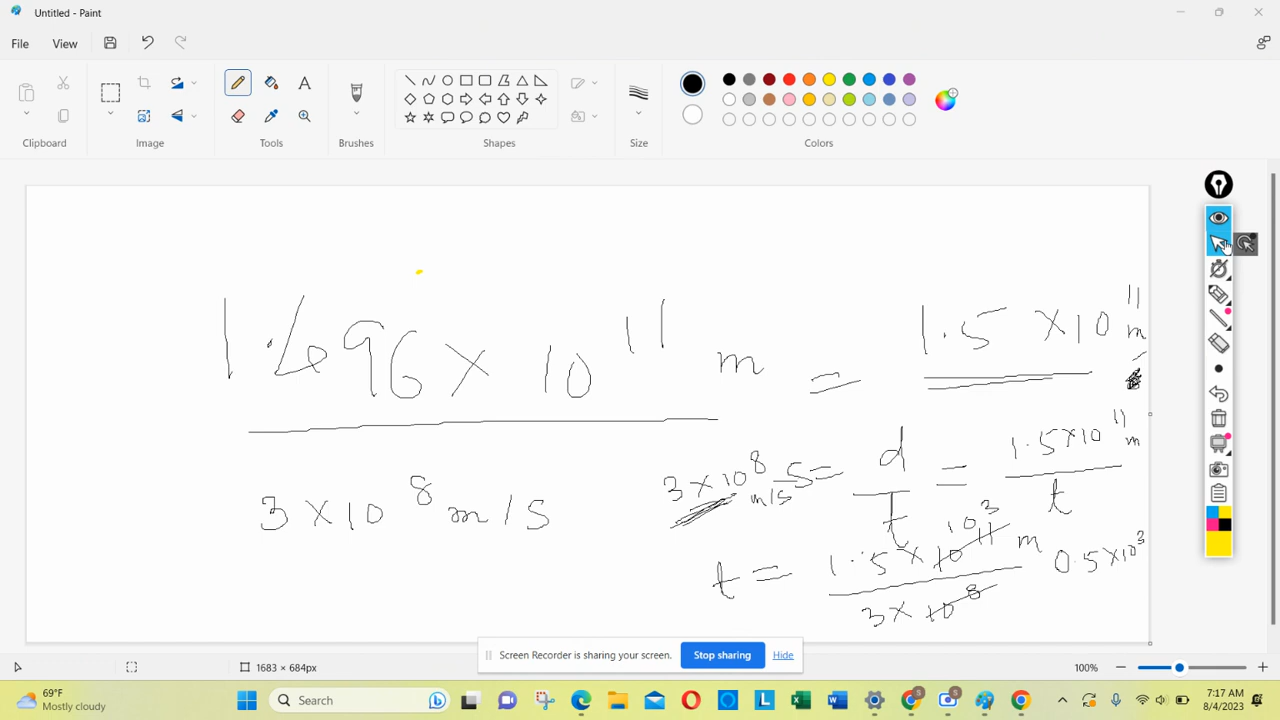 Untitled - Paint
File View
Clipboard Image Tools Brushes Shapes Size Colors
A
1.496 × 10^11 m = 1.5 × 10^11 m
3 × 10^8 m/s
3 × 10^8 m/s S = d/t = 1.5 × 10^11 m / t
t = 1.5 × 10^11 10^3 m / 3 × 10^8 0.5 × 10^3
Screen Recorder is sharing your screen. Stop sharing Hide
1683 × 684px 100%
69°F
Mostly cloudy
Search
7:17 AM
8/4/2023